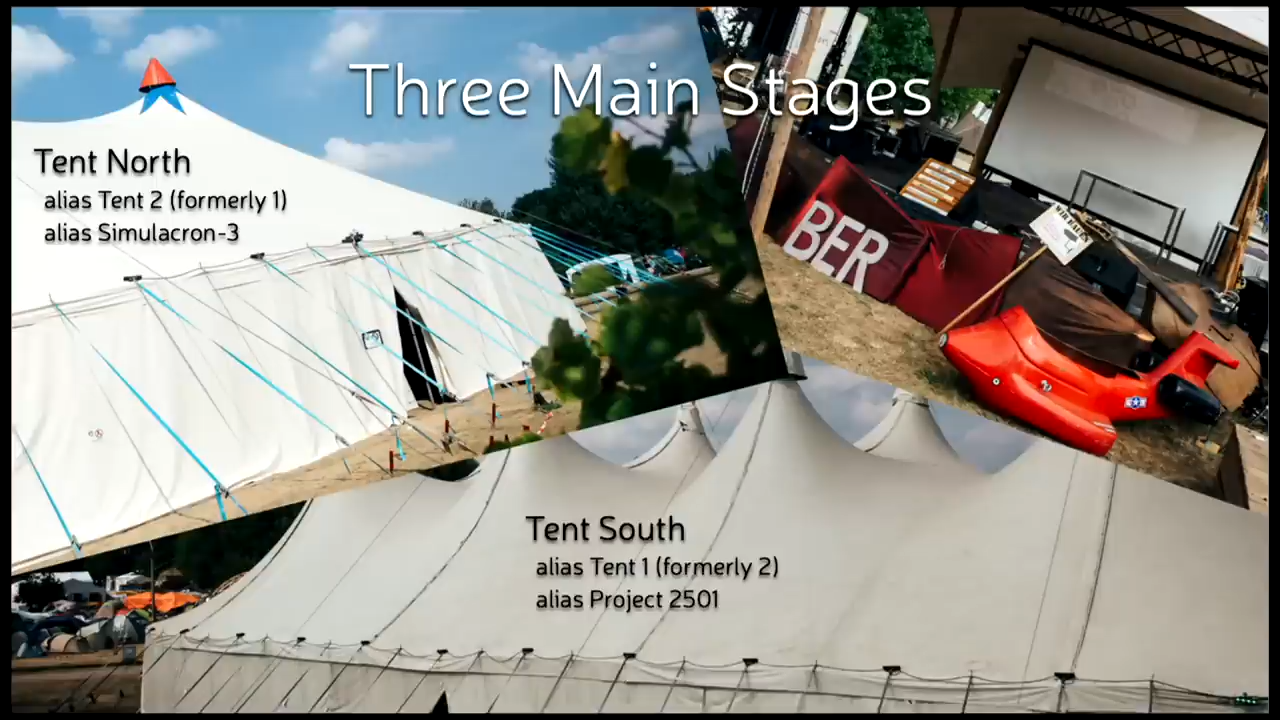 Three Main Stages
Tent North
alias Tent 2 (formerly 1)
alias Simulacron-3
BER
Tent South
alias Tent 1 (formerly 2)
alias Project 2501